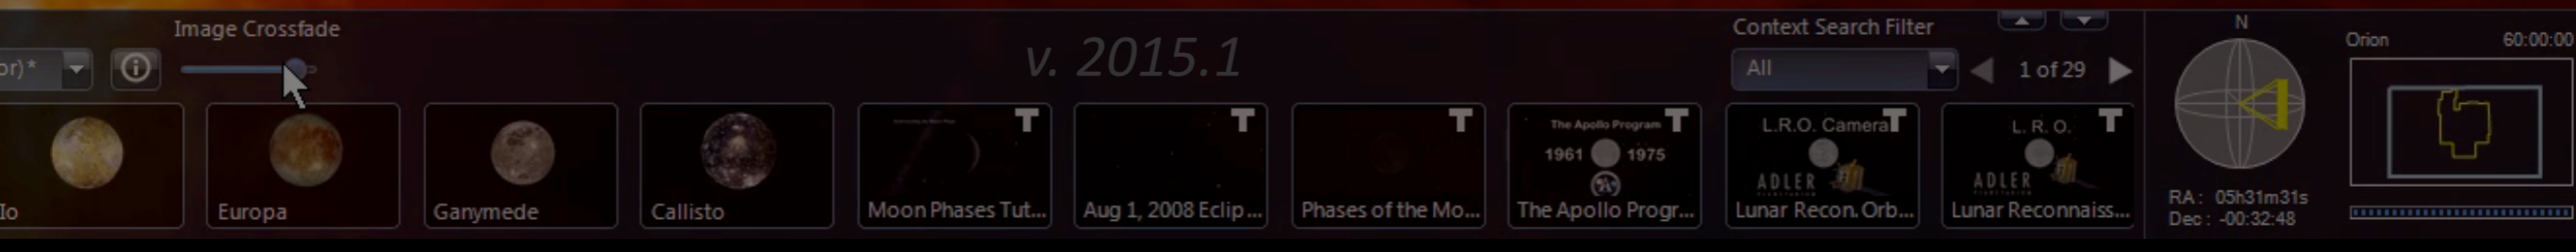 Image Crossfade
or)*
v. 2015.1
Context Search Filter
All
1 of 29
N
Orion
60:00:00
Io
Europa
Ganymede
Callisto
T
Moon Phases Tut...
T
Aug 1, 2008 Eclip...
T
Phases of the Mo...
The Apollo Program T
1961 1975
The Apollo Progr...
L.R.O. Camera T
ADLER
Lunar Recon. Orb...
L. R. O. T
ADLER
Lunar Reconnaiss...
RA: 05h31m31s
Dec: -00:32:48